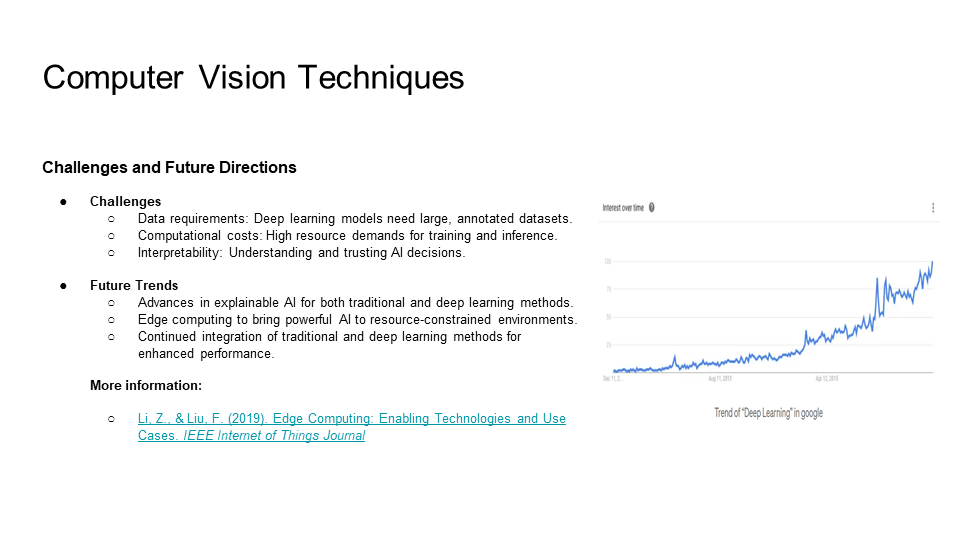 Computer Vision Techniques
Challenges and Future Directions
● Challenges
○ Data requirements: Deep learning models need large, annotated datasets.
○ Computational costs: High resource demands for training and inference.
○ Interpretability: Understanding and trusting AI decisions.
● Future Trends
○ Advances in explainable AI for both traditional and deep learning methods.
○ Edge computing to bring powerful AI to resource-constrained environments.
○ Continued integration of traditional and deep learning methods for
enhanced performance.
More information:
○ Li, Z., & Liu, F. (2019). Edge Computing: Enabling Technologies and Use
Cases. IEEE Internet of Things Journal
Interest over time ?
100
75
50
25
Dec 11, 2... Aug 11, 2013 Apr 12, 2015
Trend of "Deep Learning" in google